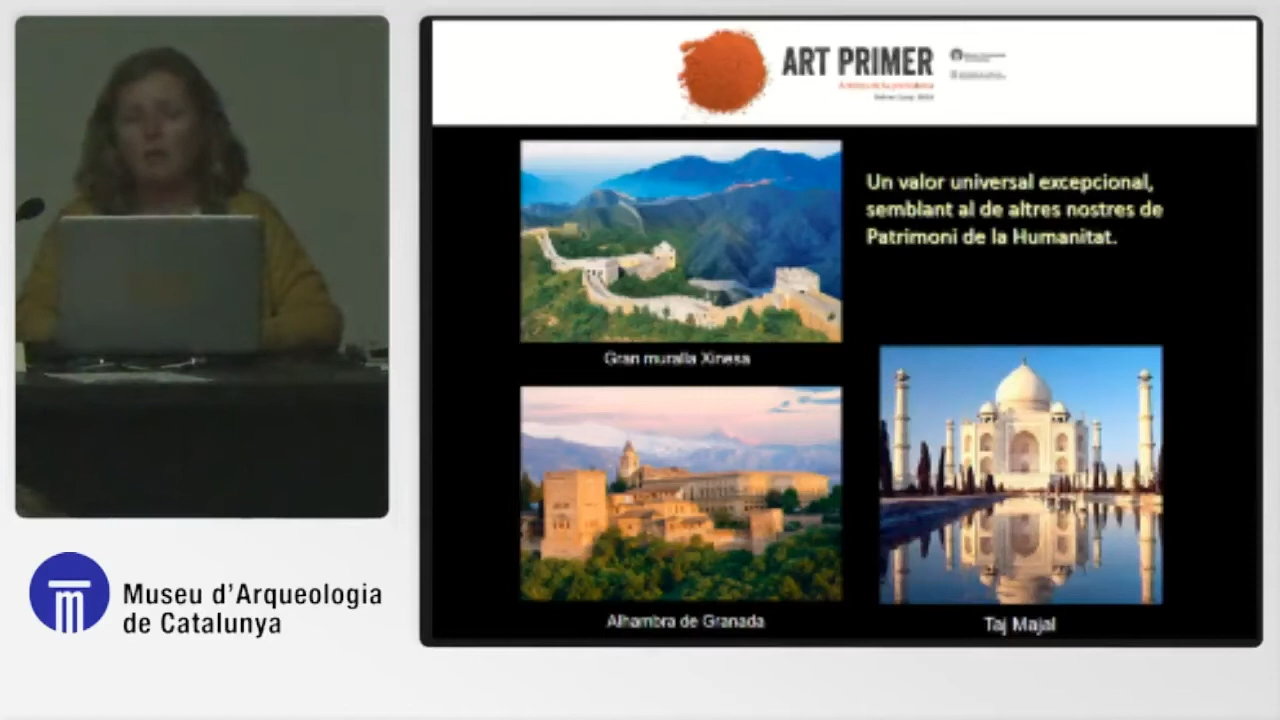 ART PRIMER
Un valor universal excepcional,
semblant al de altres nostres de
Patrimoni de la Humanitat.
Gran muralla Xinesa
Alhambra de Granada
Taj Majal
Museu d'Arqueologia
de Catalunya